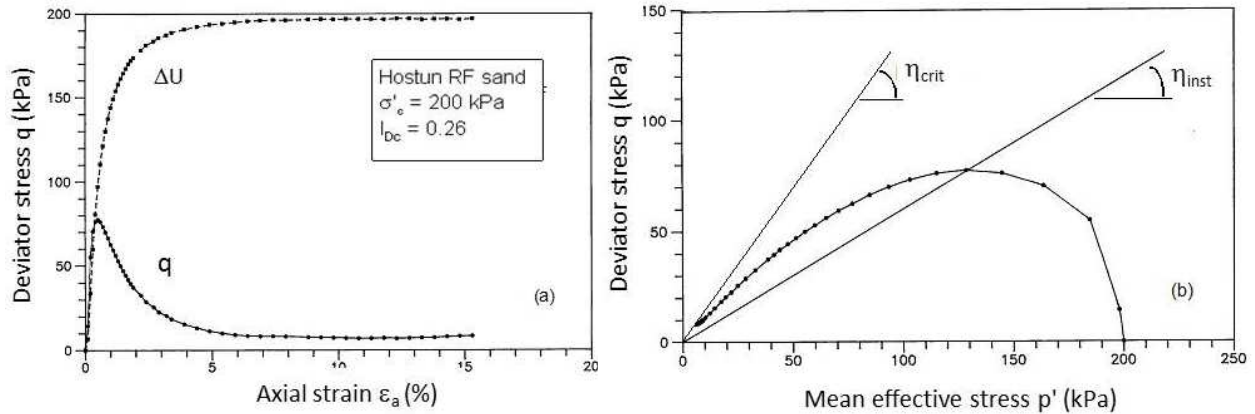 Deviator stress q (kPa)
200
150
100
50
0
ΔU
q
Hostun RF sand
σ'c = 200 kPa
IDc = 0.26
(a)
0
5
10
15
20
Axial strain εa (%)
Deviator stress q (kPa)
150
100
50
0
ηcrit
ηinst
(b)
0
50
100
150
200
250
Mean effective stress p' (kPa)